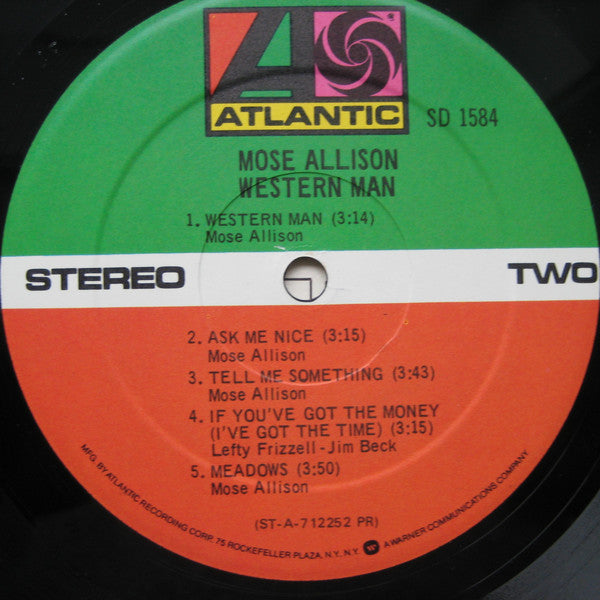 ATLANTIC
SD 1584
MOSE ALLISON
WESTERN MAN
1. WESTERN MAN (3:14)
Mose Allison
STEREO
TWO
2. ASK ME NICE (3:15)
Mose Allison
3. TELL ME SOMETHING (3:43)
Mose Allison
4. IF YOU'VE GOT THE MONEY
(I'VE GOT THE TIME) (3:15)
Lefty Frizzell-Jim Beck
5. MEADOWS (3:50)
Mose Allison
(ST-A-712252 PR)
MFG. BY ATLANTIC RECORDING CORP. 75 ROCKEFELLER PLAZA, N.Y., N.Y. A WARNER COMMUNICATIONS COMPANY